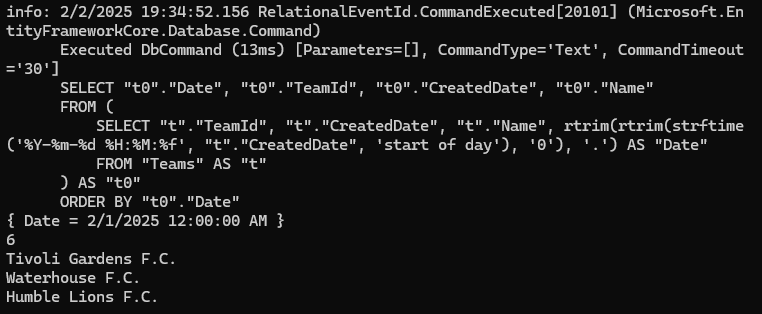 info: 2/2/2025 19:34:52.156 RelationalEventId.CommandExecuted[20101] (Microsoft.En
tityFrameworkCore.Database.Command)
Executed DbCommand (13ms) [Parameters=[], CommandType='Text', CommandTimeout
='30']
SELECT "t0"."Date", "t0"."TeamId", "t0"."CreatedDate", "t0"."Name"
FROM (
SELECT "t"."TeamId", "t"."CreatedDate", "t"."Name", rtrim(rtrim(strftime
('%Y-%m-%d %H:%M:%f', "t"."CreatedDate", 'start of day'), '0'), '.') AS "Date"
FROM "Teams" AS "t"
) AS "t0"
ORDER BY "t0"."Date"
{ Date = 2/1/2025 12:00:00 AM }
6
Tivoli Gardens F.C.
Waterhouse F.C.
Humble Lions F.C.